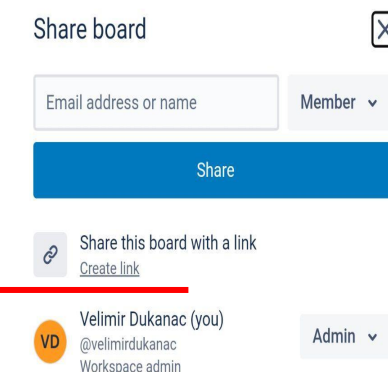 Share board
Email address or name
Member
Share
Share this board with a link
Create link
VD
Velimir Dukanac (you)
@velimirdukanac
Workspace admin
Admin